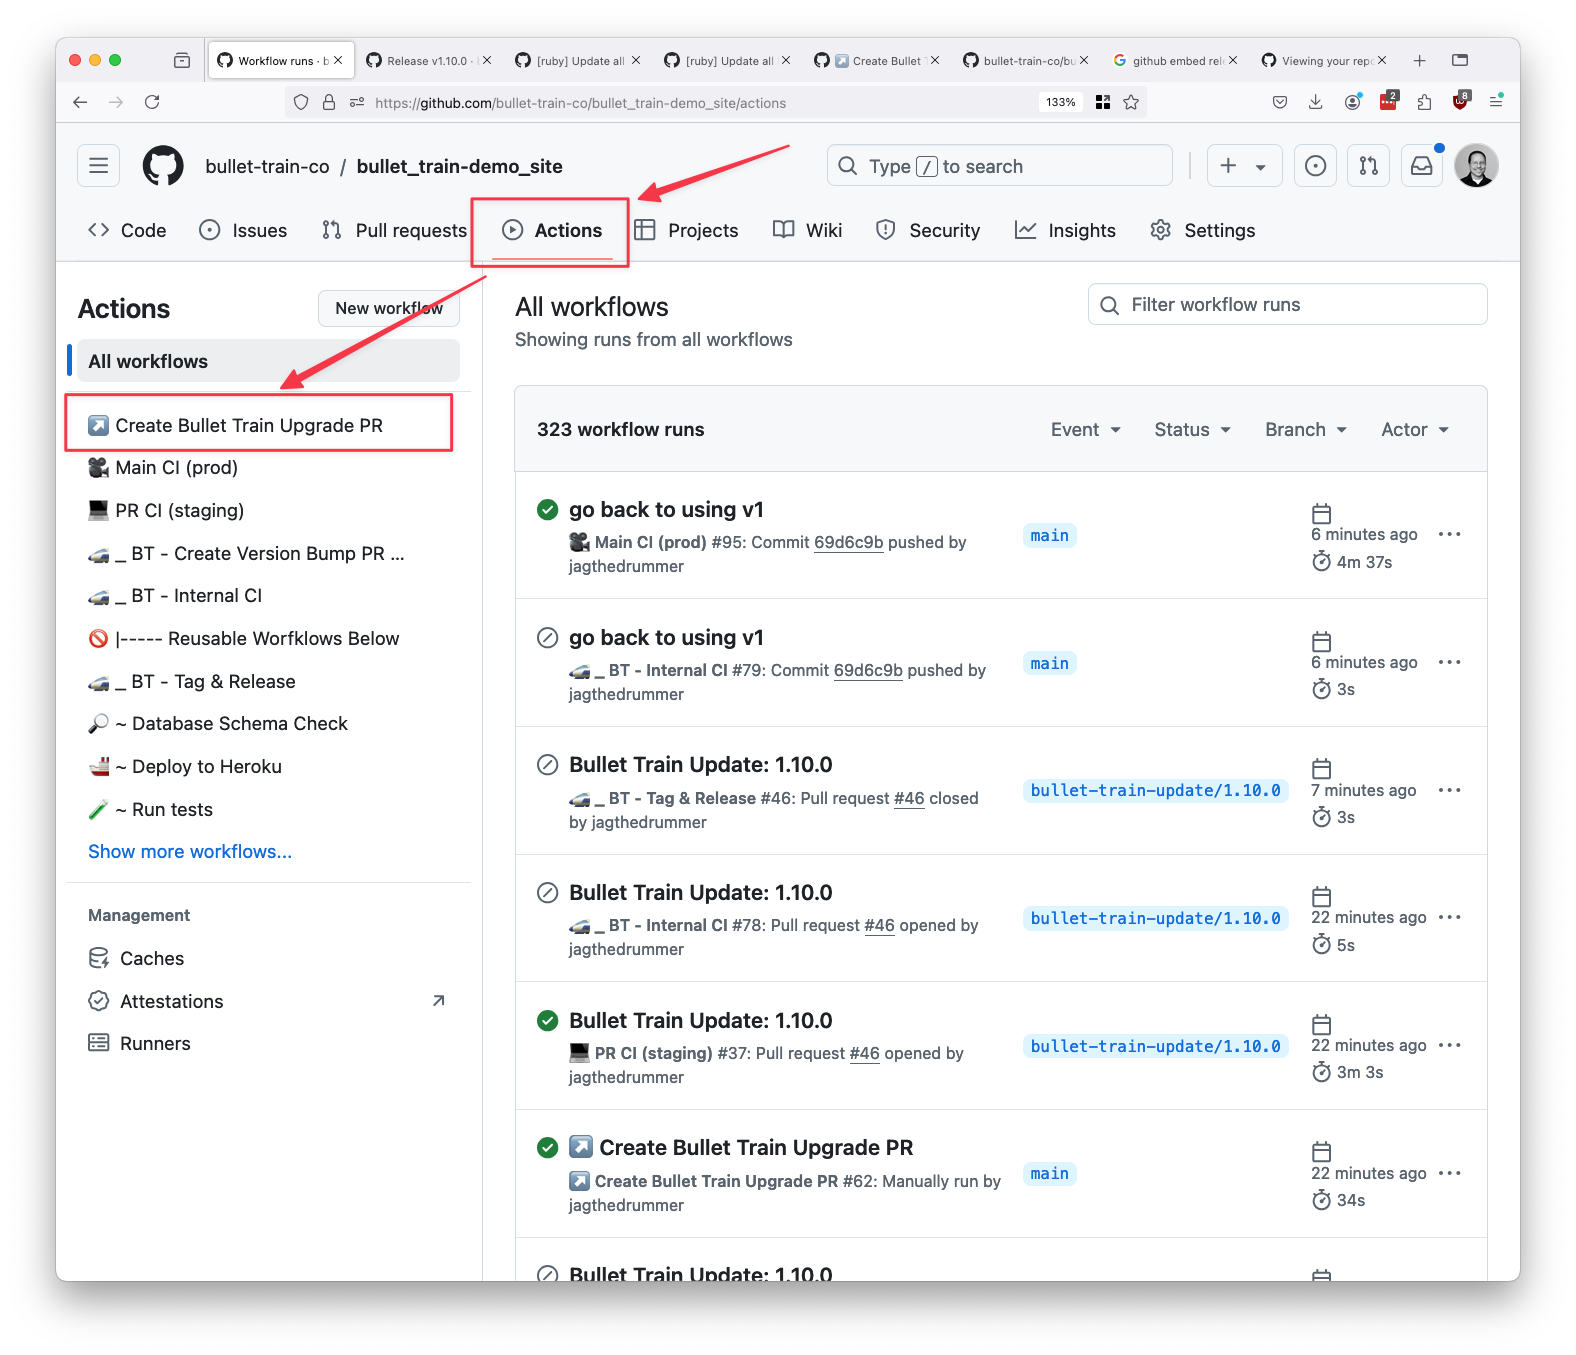 Workflow runs · b
Release v1.10.0 ·
[ruby] Update all
[ruby] Update all
Create Bullet T
bullet-train-co/bu
github embed rele
Viewing your repo
https://github.com/bullet-train-co/bullet_train-demo_site/actions
133%
2
8
bullet-train-co / bullet_train-demo_site
Type / to search
Code
Issues
Pull requests
Actions
Projects
Wiki
Security
Insights
Settings
Actions
New workflow
All workflows
Create Bullet Train Upgrade PR
Main CI (prod)
PR CI (staging)
_ BT - Create Version Bump PR ...
_ BT - Internal CI
|----- Reusable Worfklows Below
_ BT - Tag & Release
~ Database Schema Check
~ Deploy to Heroku
~ Run tests
Show more workflows...
Management
Caches
Attestations
Runners
All workflows
Showing runs from all workflows
Filter workflow runs
323 workflow runs
Event
Status
Branch
Actor
go back to using v1
Main CI (prod) #95: Commit 69d6c9b pushed by
jagthedrummer
main
6 minutes ago
4m 37s
go back to using v1
_ BT - Internal CI #79: Commit 69d6c9b pushed by
jagthedrummer
main
6 minutes ago
3s
Bullet Train Update: 1.10.0
_ BT - Tag & Release #46: Pull request #46 closed
by jagthedrummer
bullet-train-update/1.10.0
7 minutes ago
3s
Bullet Train Update: 1.10.0
_ BT - Internal CI #78: Pull request #46 opened by
jagthedrummer
bullet-train-update/1.10.0
22 minutes ago
5s
Bullet Train Update: 1.10.0
PR CI (staging) #37: Pull request #46 opened by
jagthedrummer
bullet-train-update/1.10.0
22 minutes ago
3m 3s
Create Bullet Train Upgrade PR
Create Bullet Train Upgrade PR #62: Manually run by
jagthedrummer
main
22 minutes ago
34s
Bullet Train Update: 1.10.0